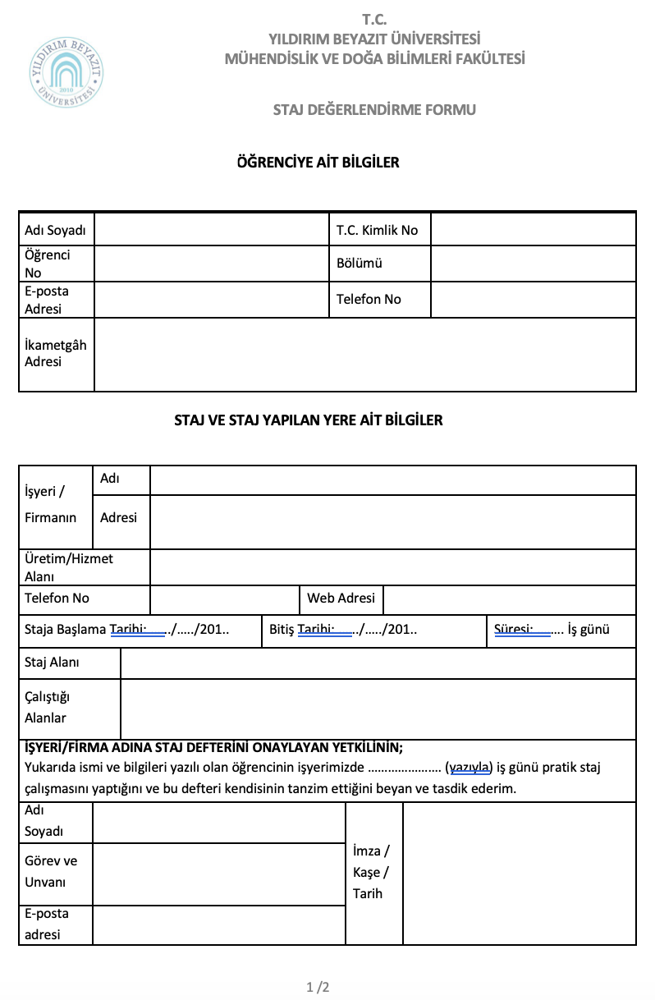 T.C.
YILDIRIM BEYAZIT ÜNİVERSİTESİ
MÜHENDİSLİK VE DOĞA BİLİMLERİ FAKÜLTESİ
YILDIRIM BEYAZIT
2010
ÜNİVERSİTESİ
STAJ DEĞERLENDİRME FORMU
ÖĞRENCİYE AİT BİLGİLER
Adı Soyadı
T.C. Kimlik No
Öğrenci
No
Bölümü
E-posta
Adresi
Telefon No
İkametgâh
Adresi
STAJ VE STAJ YAPILAN YERE AİT BİLGİLER
İşyeri /
Firmanın
Adı
Adresi
Üretim/Hizmet
Alanı
Telefon No
Web Adresi
Staja Başlama Tarihi:...../...../201..
Bitiş Tarihi:...../...../201..
Süresi:....... İş günü
Staj Alanı
Çalıştığı
Alanlar
İŞYERİ/FİRMA ADINA STAJ DEFTERİNİ ONAYLAYAN YETKİLİNİN;
Yukarıda ismi ve bilgileri yazılı olan öğrencinin işyerimizde ...................... (yazıyla) iş günü pratik staj
çalışmasını yaptığını ve bu defteri kendisinin tanzim ettiğini beyan ve tasdik ederim.
Adı
Soyadı
Görev ve
Unvanı
E-posta
adresi
İmza /
Kaşe /
Tarih
1 /2